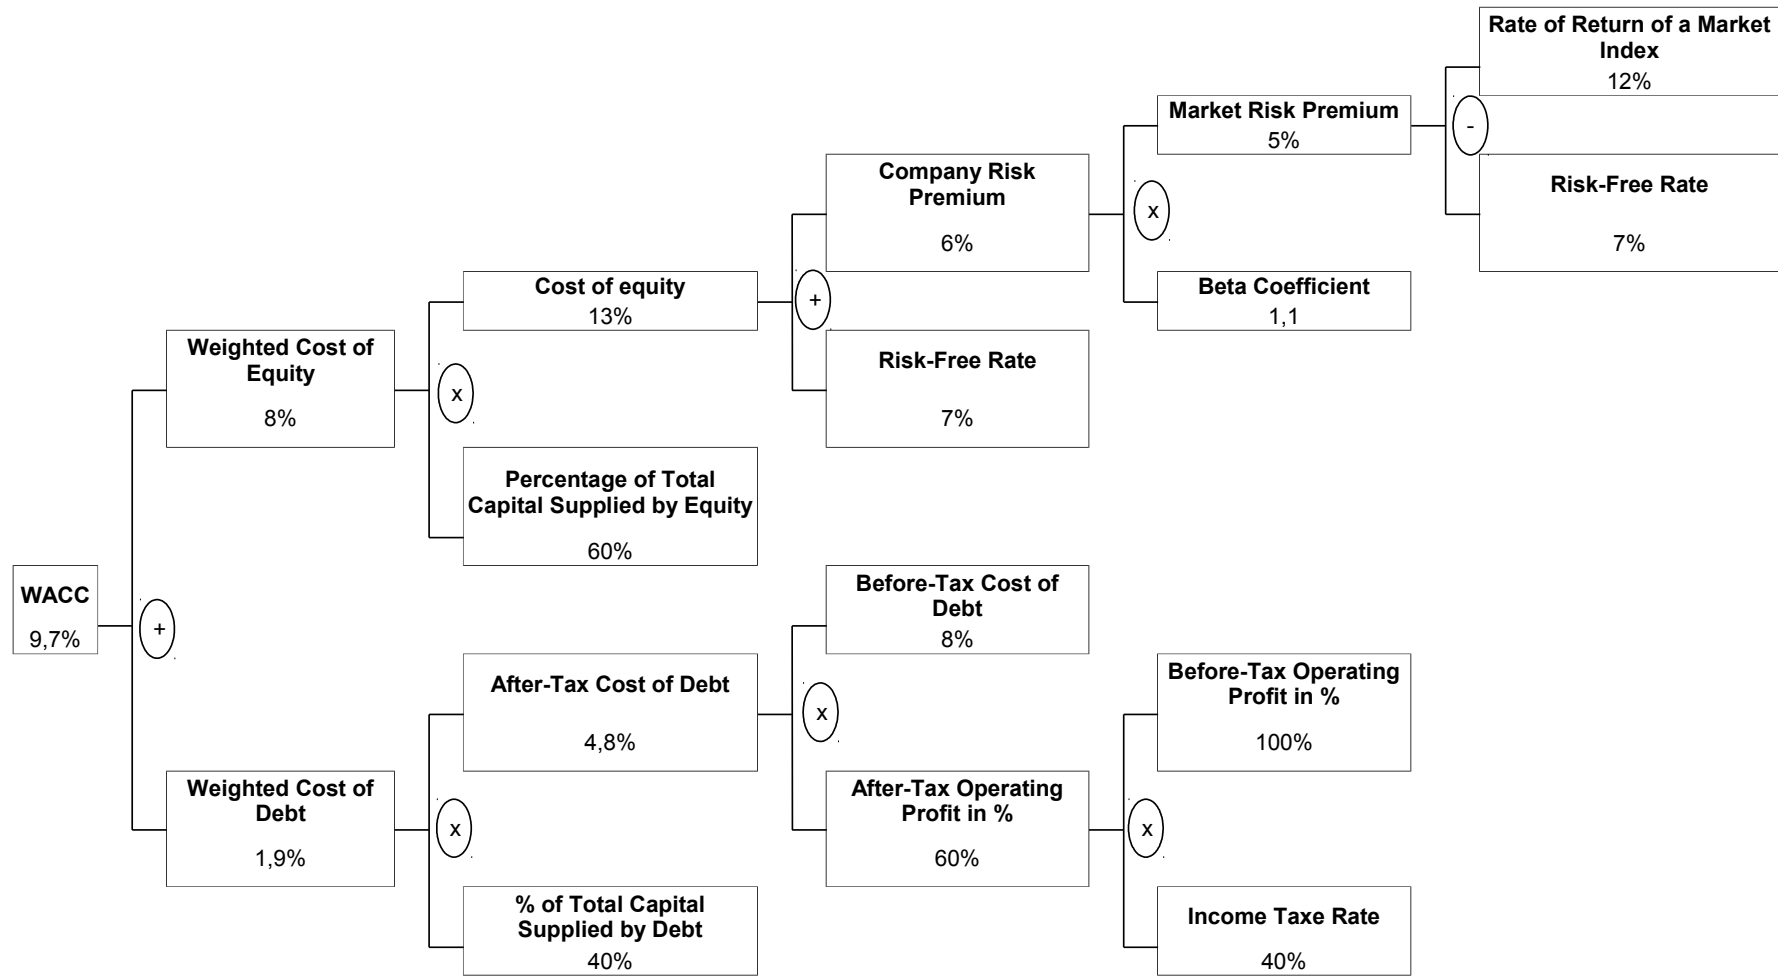 Rate of Return of a Market
Index
12%
-
Risk-Free Rate
7%
Market Risk Premium
5%
x
Beta Coefficient
1,1
Company Risk
Premium
6%
+
Risk-Free Rate
7%
Cost of equity
13%
x
Percentage of Total
Capital Supplied by Equity
60%
Weighted Cost of
Equity
8%
WACC
9,7%
+
Weighted Cost of
Debt
1,9%
After-Tax Cost of Debt
4,8%
x
% of Total Capital
Supplied by Debt
40%
Before-Tax Cost of
Debt
8%
x
After-Tax Operating
Profit in %
60%
Before-Tax Operating
Profit in %
100%
x
Income Taxe Rate
40%